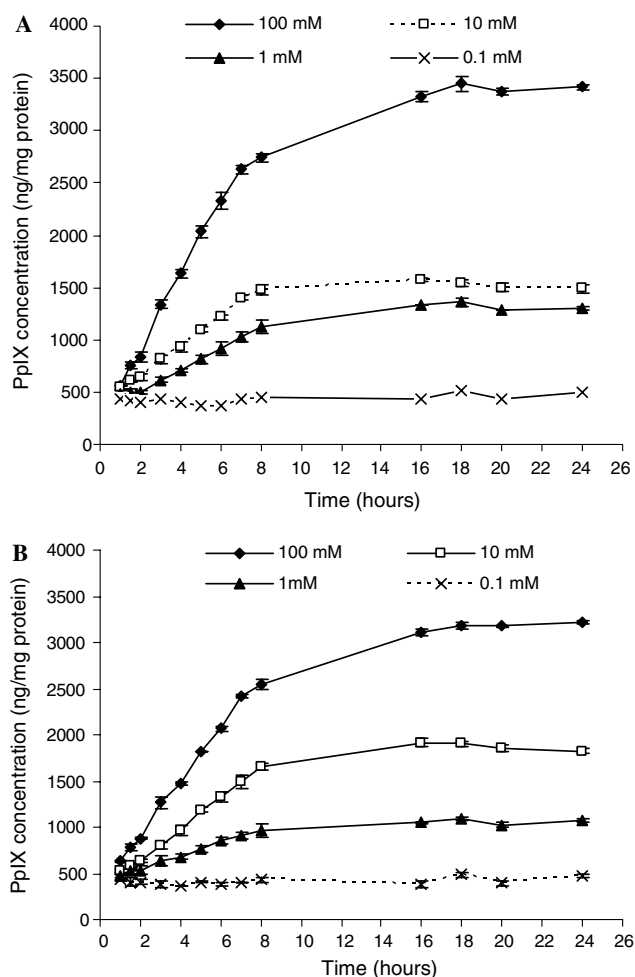 A
100 mM
10 mM
1 mM
0.1 mM
PpIX concentration (ng/mg protein)
4000
3500
3000
2500
2000
1500
1000
500
0
0 2 4 6 8 10 12 14 16 18 20 22 24 26
Time (hours)
B
100 mM
10 mM
1mM
0.1 mM
PpIX concentration (ng/mg protein)
4000
3500
3000
2500
2000
1500
1000
500
0
0 2 4 6 8 10 12 14 16 18 20 22 24 26
Time (hours)